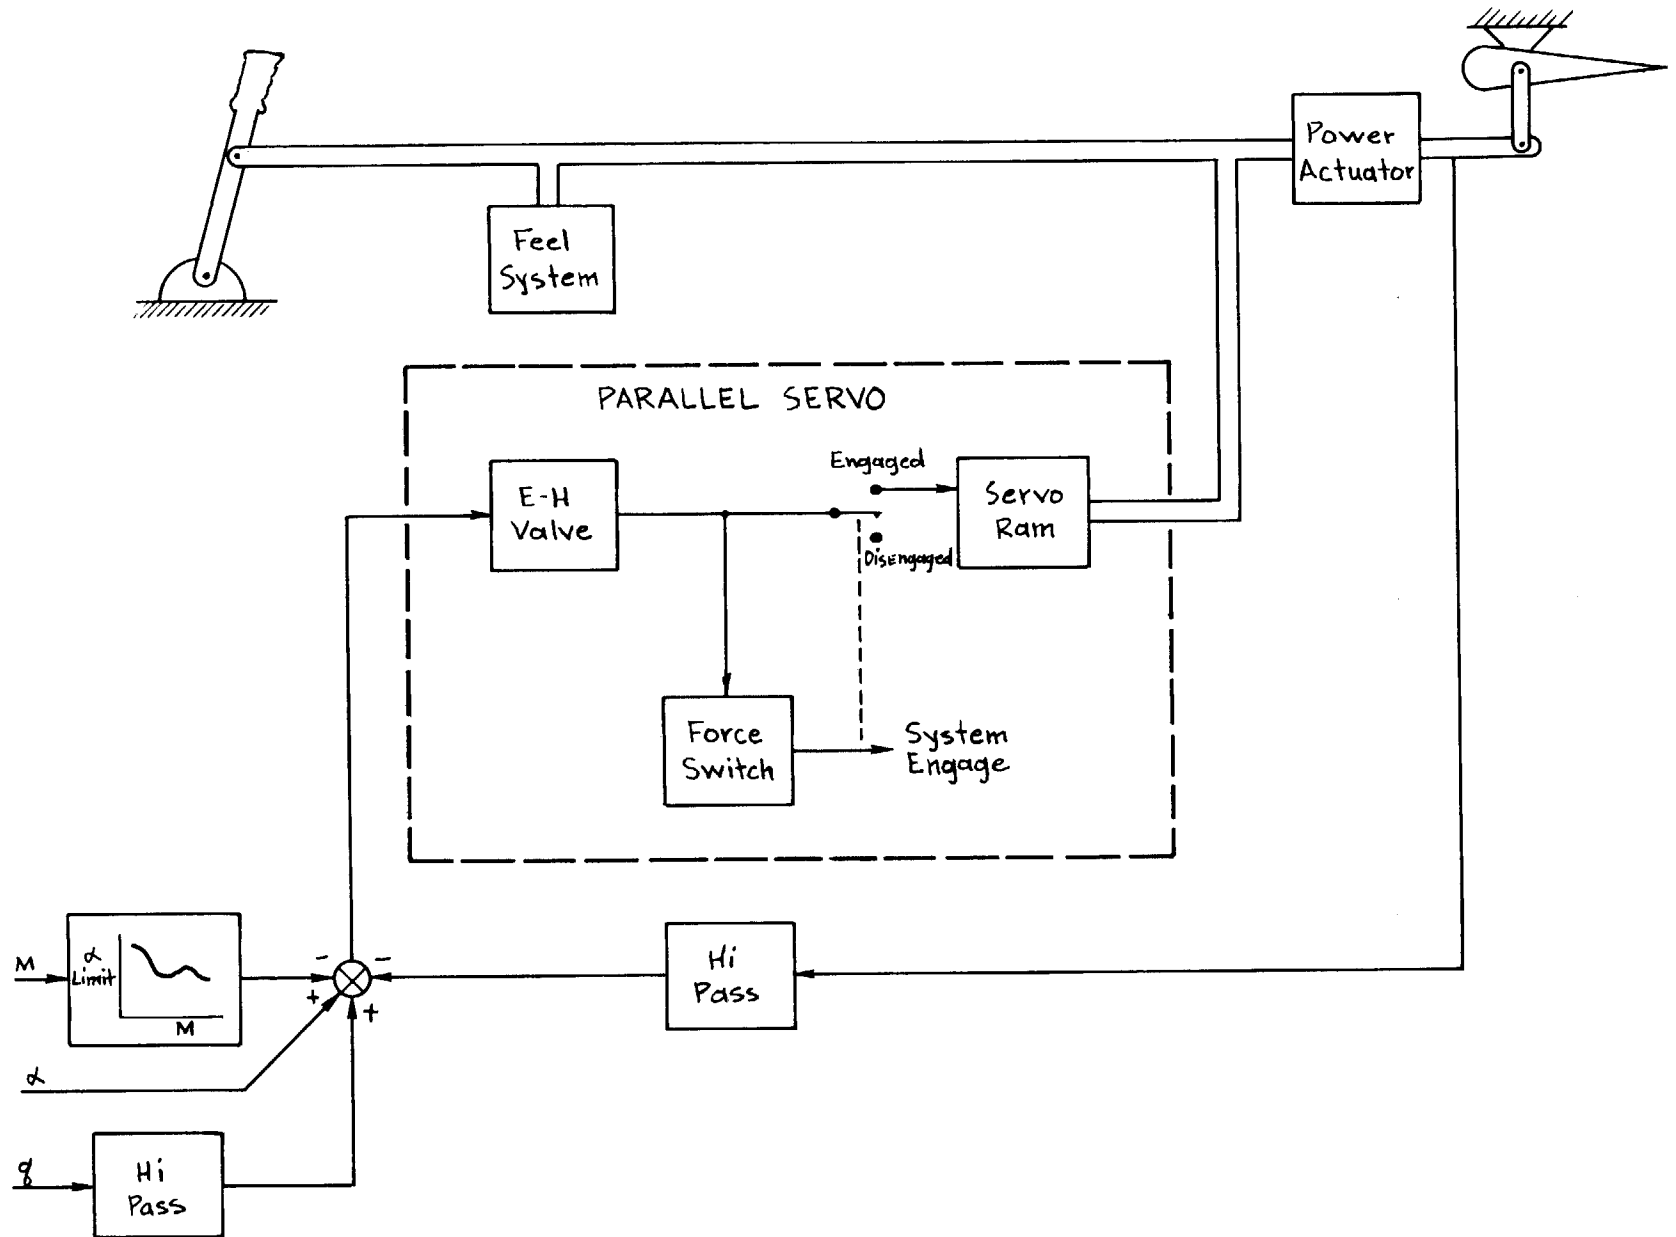 Power
Actuator
Feel
System
PARALLEL SERVO
Engaged
E-H
Valve
Servo
Ram
Disengaged
Force
Switch
System
Engage
M
α
Limit
M
-
-
+
+
Hi
Pass
α
q
Hi
Pass